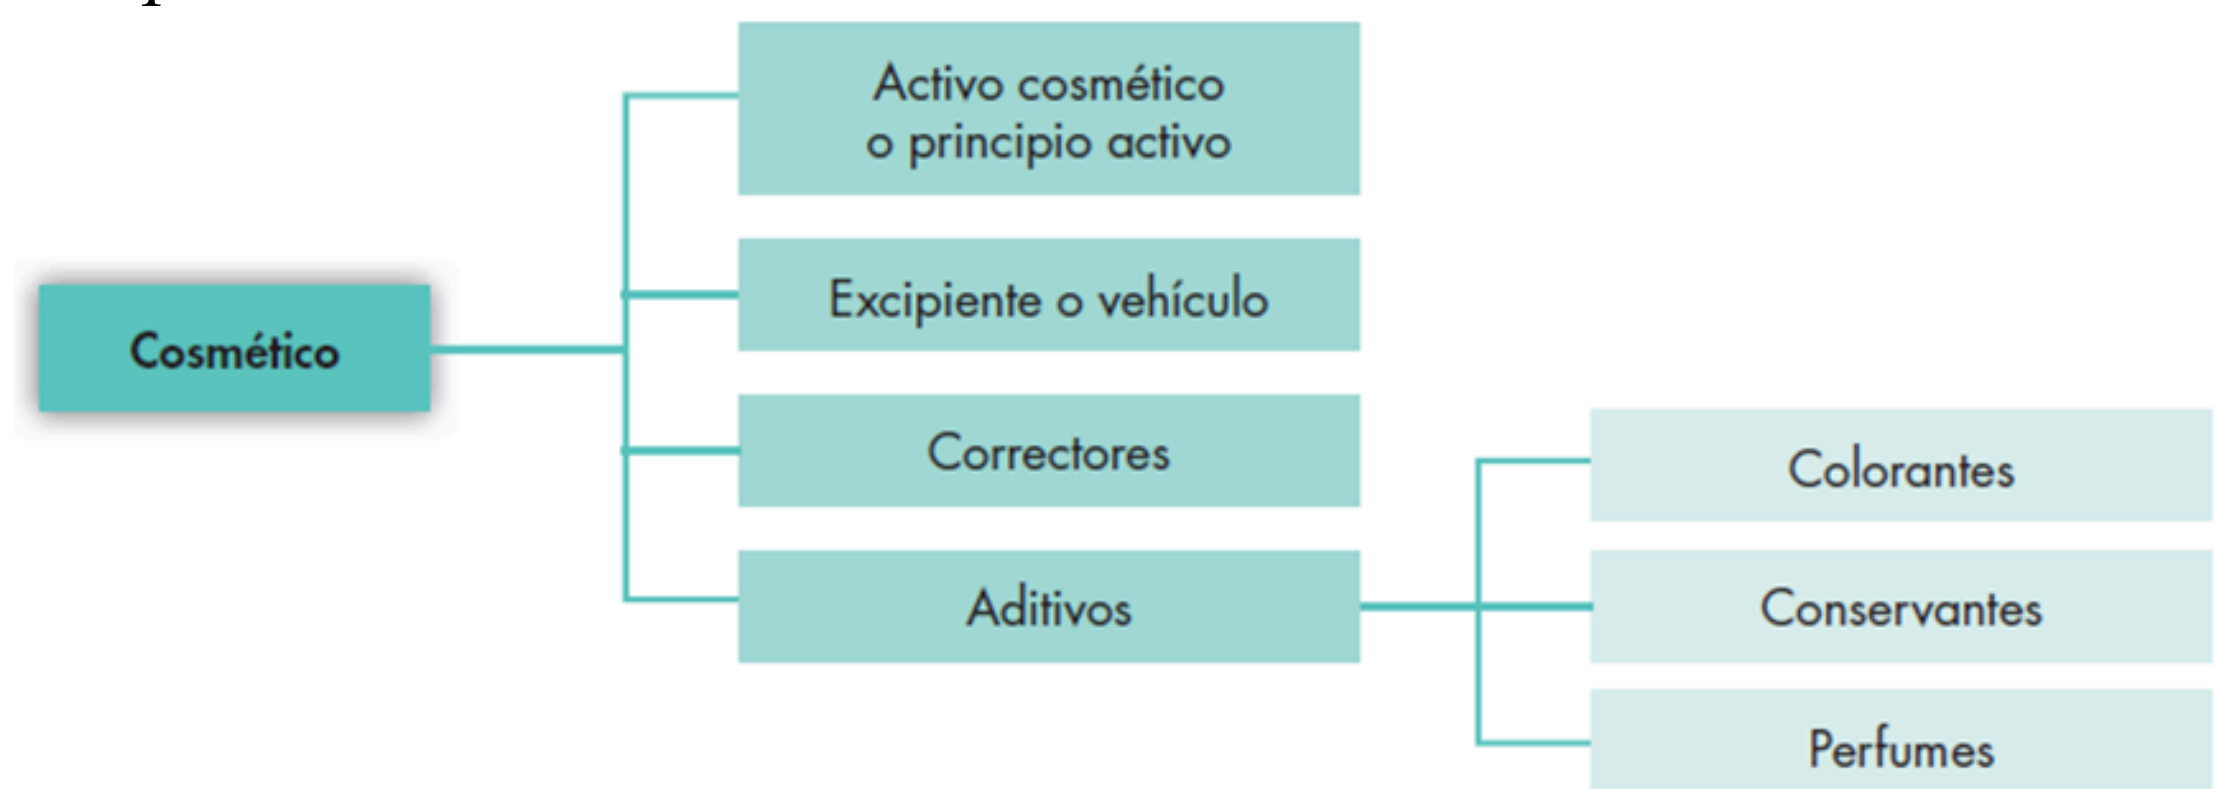 Activo cosmético
o principio activo
Excipiente o vehículo
Cosmético
Correctores
Colorantes
Aditivos
Conservantes
Perfumes